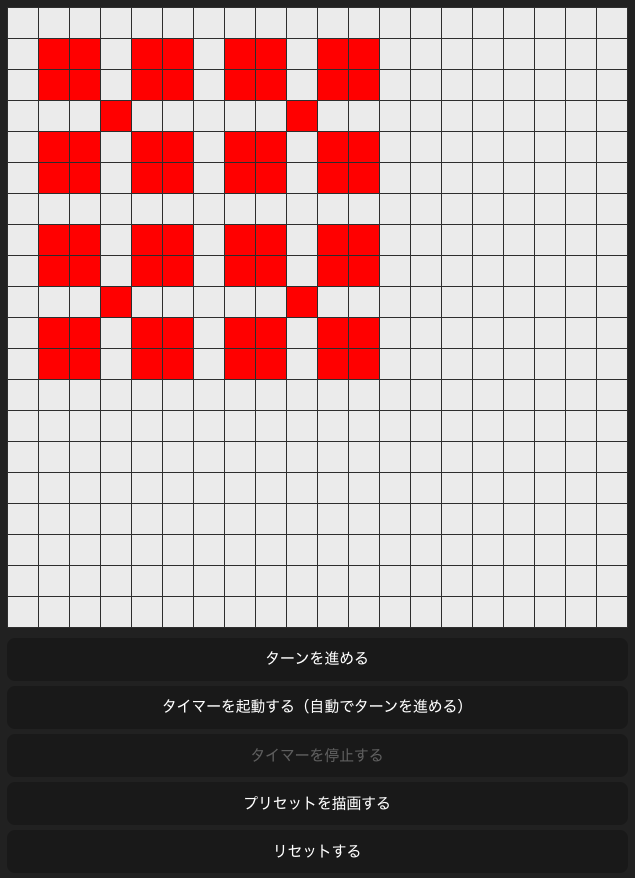 ターンを進める
タイマーを起動する（自動でターンを進める）
タイマーを停止する
プリセットを描画する
リセットする